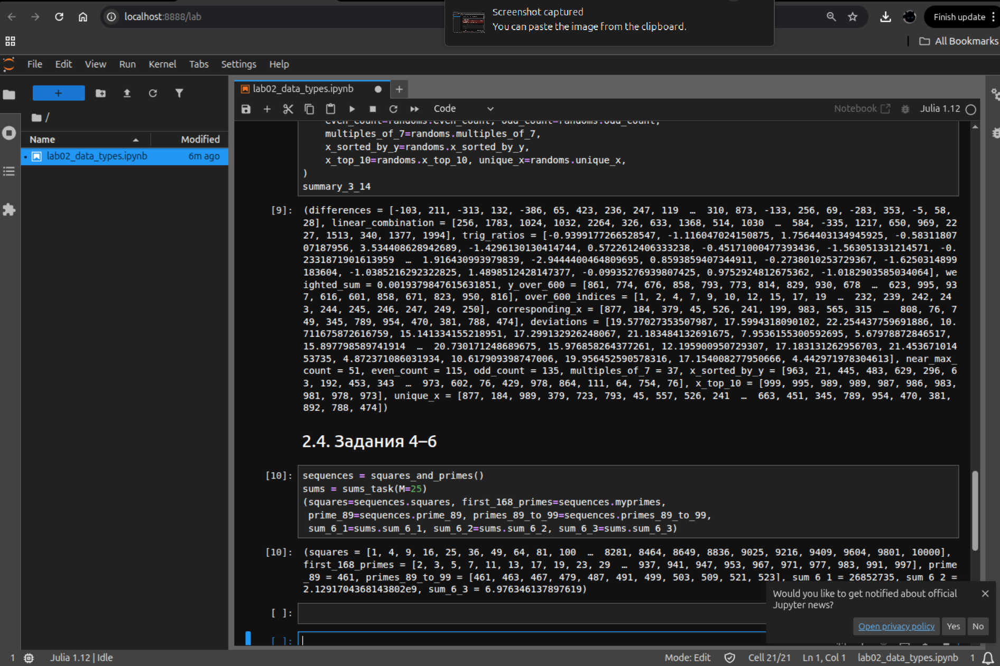 localhost:8888/lab
Screenshot captured
You can paste the image from the clipboard.
Finish update
All Bookmarks
File Edit View Run Kernel Tabs Settings Help
+
/
Name Modified
lab02_data_types.ipynb 6m ago
lab02_data_types.ipynb
Code
Notebook
Julia 1.12
even_count=randoms.even_count, odd_count=randoms.odd_count,
multiples_of_7=randoms.multiples_of_7,
x_sorted_by_y=randoms.x_sorted_by_y,
x_top_10=randoms.x_top_10, unique_x=randoms.unique_x,
)
summary_3_14
[9]: (differences = [-103, 211, -313, 132, -386, 65, 423, 236, 247, 119 … 310, 873, -133, 256, 69, -283, 353, -5, 58,
28], linear_combination = [256, 1783, 1024, 1032, 2264, 326, 633, 1368, 514, 1030 … 584, -335, 1217, 650, 969, 22
27, 1513, 340, 1377, 1994], trig_ratios = [-0.9399177266528547, -1.116047024150875, 1.7564403134945925, -0.58311807
07187956, 3.534408628942689, -1.4296130130414744, 0.5722612406333238, -0.45171000477393436, -1.563051331214571, -0.
2331871901613959 … 1.916430993979839, -2.9444400464809695, 0.8593859407344911, -0.2738010253729367, -1.6250314899
183604, -1.0385216292322825, 1.4898512428147377, -0.09935276939807425, 0.9752924812675362, -1.0182903585034064], we
ighted_sum = 0.0019379847615631851, y_over_600 = [861, 774, 676, 858, 793, 773, 814, 829, 930, 678 … 623, 995, 93
7, 616, 601, 858, 671, 823, 950, 816], over_600_indices = [1, 2, 4, 7, 9, 10, 12, 15, 17, 19 … 232, 239, 242, 24
3, 244, 245, 246, 247, 249, 250], corresponding_x = [877, 184, 379, 45, 526, 241, 199, 983, 565, 315 … 808, 76, 7
49, 345, 789, 954, 470, 381, 788, 474], deviations = [19.577027353507987, 17.5994318090102, 22.254437759691886, 10.
711675872616759, 15.141334155218951, 17.299132926248067, 21.183484132691675, 7.9536155300592695, 5.67978872846517,
15.897798589741914 … 20.730171248689675, 15.976858264377261, 12.195900950729307, 17.183131262956703, 21.453671014
53735, 4.872371086031934, 10.617909398747006, 19.956452590578316, 17.154008277950666, 4.442971978304613], near_max_
count = 51, even_count = 115, odd_count = 135, multiples_of_7 = 37, x_sorted_by_y = [963, 21, 445, 483, 629, 296, 6
3, 192, 453, 343 … 973, 602, 76, 429, 978, 864, 111, 64, 754, 76], x_top_10 = [999, 995, 989, 989, 987, 986, 983,
981, 978, 973], unique_x = [877, 184, 989, 379, 723, 793, 45, 557, 526, 241 … 663, 451, 345, 789, 954, 470, 381,
892, 788, 474])
2.4. Задания 4–6
[10]: sequences = squares_and_primes()
sums = sums_task(M=25)
(squares=sequences.squares, first_168_primes=sequences.myprimes,
prime_89=sequences.prime_89, primes_89_to_99=sequences.primes_89_to_99,
sum_6_1=sums.sum_6_1, sum_6_2=sums.sum_6_2, sum_6_3=sums.sum_6_3)
[10]: (squares = [1, 4, 9, 16, 25, 36, 49, 64, 81, 100 … 8281, 8464, 8649, 8836, 9025, 9216, 9409, 9604, 9801, 10000],
first_168_primes = [2, 3, 5, 7, 11, 13, 17, 19, 23, 29 … 937, 941, 947, 953, 967, 971, 977, 983, 991, 997], prime
_89 = 461, primes_89_to_99 = [461, 463, 467, 479, 487, 491, 499, 503, 509, 521, 523], sum_6_1 = 26852735, sum_6_2 =
2.1291704368143802e9, sum_6_3 = 6.976346137897619)
[ ]:
[ ]:
Would you like to get notified about official
Jupyter news?
Open privacy policy Yes No
1 Julia 1.12 | Idle Mode: Edit Cell 21/21 Ln 1, Col 1 lab02_data_types.ipynb 1